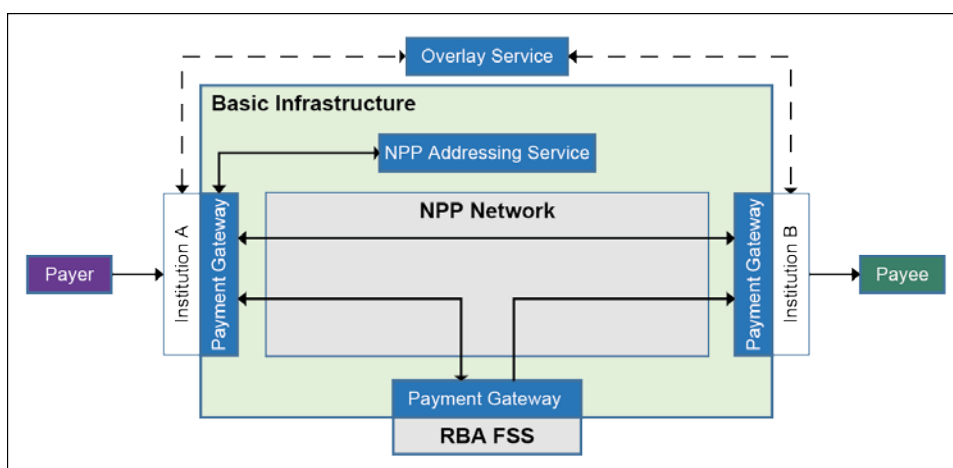 Overlay Service
Basic Infrastructure
NPP Addressing Service
NPP Network
Payer
Institution A
Payment Gateway
Payment Gateway
Institution B
Payee
Payment Gateway
RBA FSS